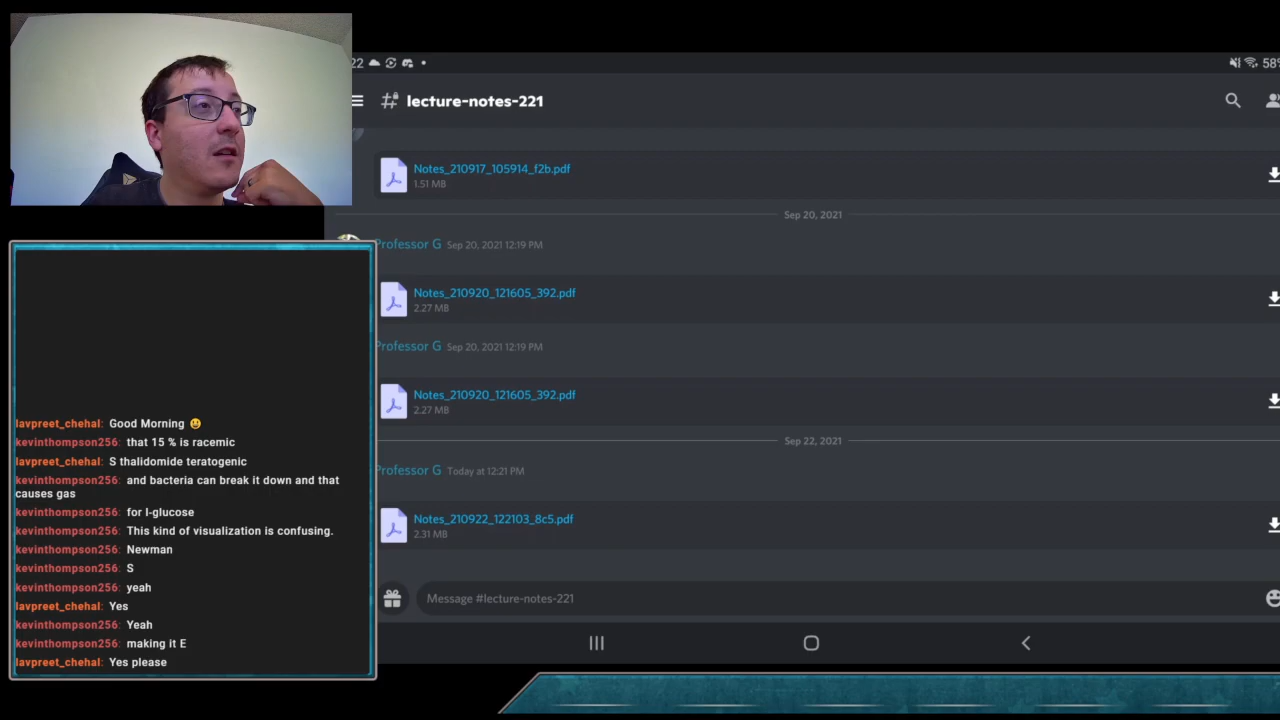 22
58%
# lecture-notes-221
Notes_210917_105914_f2b.pdf
1.51 MB
Sep 20, 2021
Professor G Sep 20, 2021 12:19 PM
Notes_210920_121605_392.pdf
2.27 MB
Professor G Sep 20, 2021 12:19 PM
Notes_210920_121605_392.pdf
2.27 MB
Sep 22, 2021
Professor G Today at 12:21 PM
Notes_210922_122103_8c5.pdf
2.31 MB
Message #lecture-notes-221
lavpreet_chehal: Good Morning 😃
kevinthompson256: that 15 % is racemic
lavpreet_chehal: S thalidomide teratogenic
kevinthompson256: and bacteria can break it down and that
causes gas
kevinthompson256: for l-glucose
kevinthompson256: This kind of visualization is confusing.
kevinthompson256: Newman
kevinthompson256: S
kevinthompson256: yeah
lavpreet_chehal: Yes
kevinthompson256: Yeah
kevinthompson256: making it E
lavpreet_chehal: Yes please